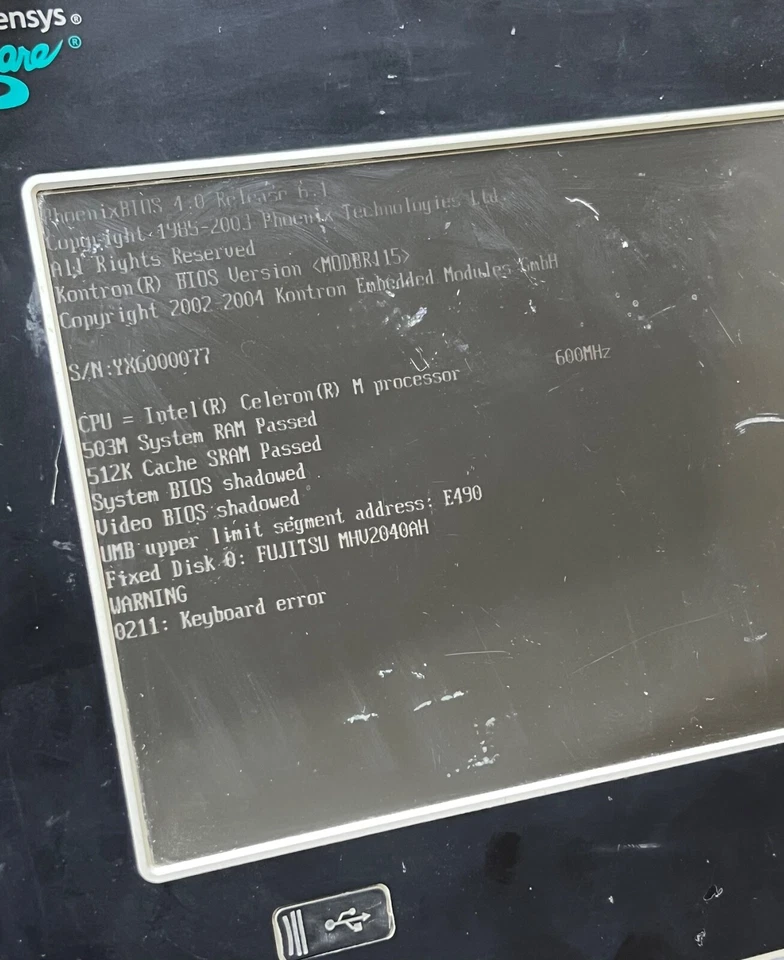 ensys®
are®
PhoenixBIOS 4.0 Release 6.1
Copyright 1985-2003 Phoenix Technologies Ltd.
All Rights Reserved
Kontron(R) BIOS Version <MODBR115>
Copyright 2002-2004 Kontron Embedded Modules GmbH
S/N:YXG000077
CPU = Intel(R) Celeron(R) M processor 600MHz
503M System RAM Passed
512K Cache SRAM Passed
System BIOS shadowed
Video BIOS shadowed
UMB upper limit segment address: E490
Fixed Disk 0: FUJITSU MHV2040AH
WARNING
0211: Keyboard error